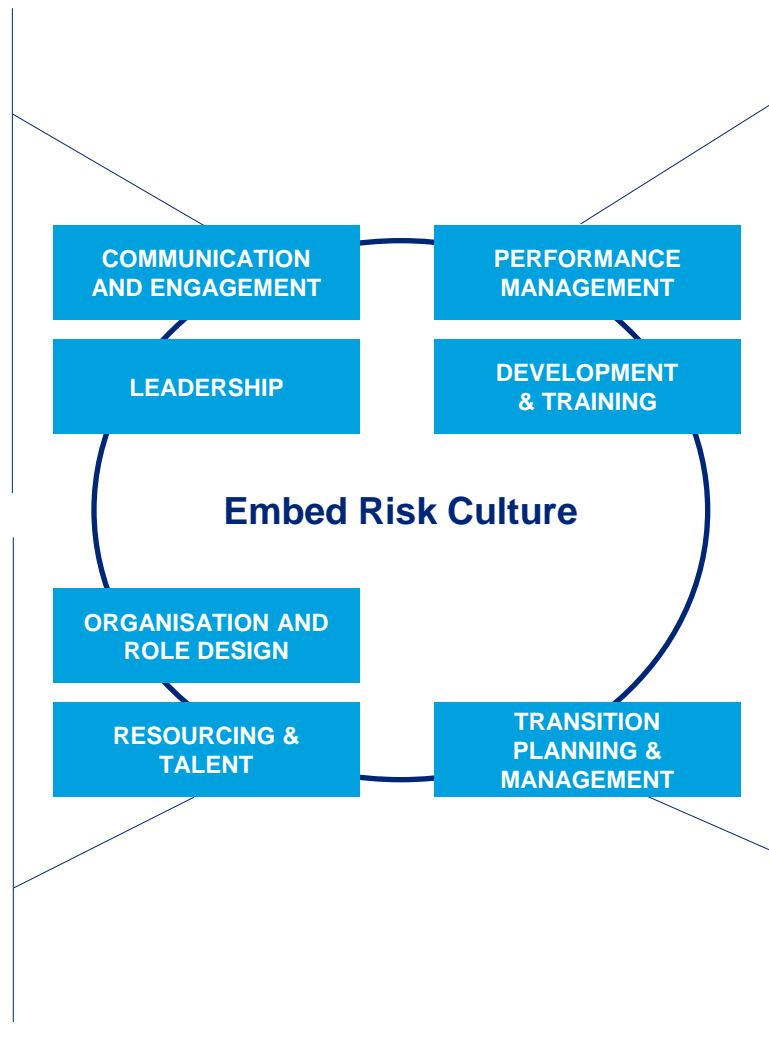 COMMUNICATION
AND ENGAGEMENT
PERFORMANCE
MANAGEMENT
LEADERSHIP
DEVELOPMENT
& TRAINING
Embed Risk Culture
ORGANISATION AND
ROLE DESIGN
RESOURCING &
TALENT
TRANSITION
PLANNING &
MANAGEMENT